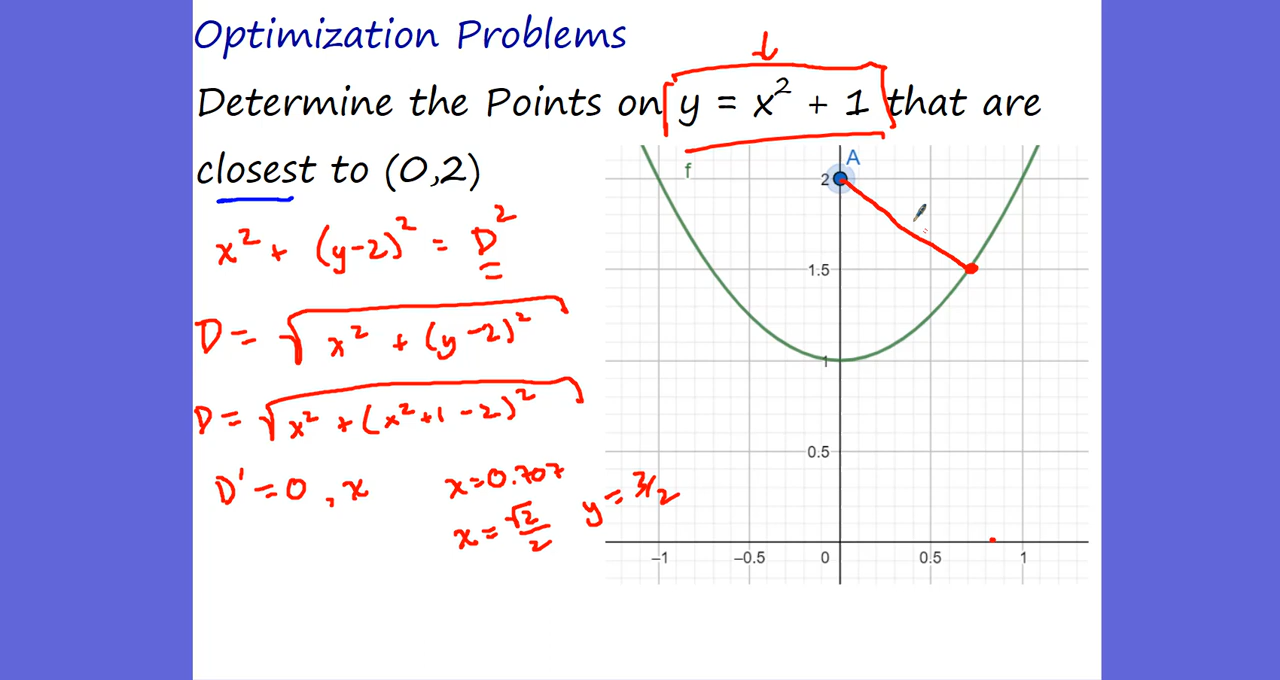 Optimization Problems
Determine the Points on y = x² + 1 that are
closest to (0,2)
x² + (y-2)² = D²
D = √(x² + (y-2)²)
D = √(x² + (x²+1-2)²)
D' = 0, x
x = 0.707
x = √2/2 y = 3/2
f
A
2
1.5
1
0.5
-1 -0.5 0 0.5 1